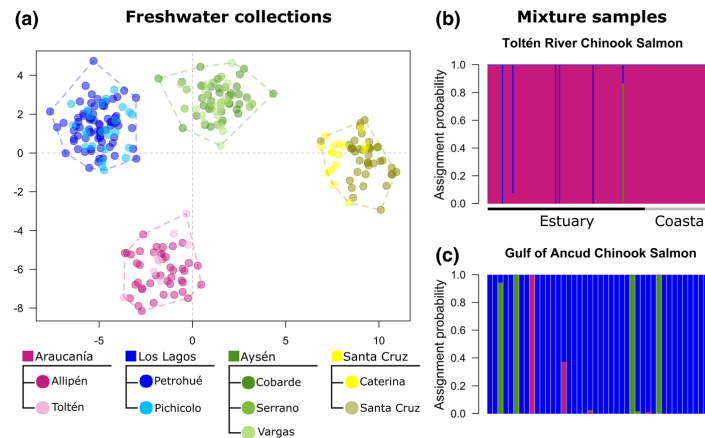 (a) Freshwater collections
4
2
0
-2
-4
-6
-8
-5 0 5 10
Araucanía
Allipén
Toltén
Los Lagos
Petrohué
Pichicolo
Aysén
Cobarde
Serrano
Vargas
Santa Cruz
Caterina
Santa Cruz
(b) Mixture samples
Toltén River Chinook Salmon
Assignment probability
1.0
0.8
0.6
0.4
0.2
0.0
Estuary Coasta
(c)
Gulf of Ancud Chinook Salmon
Assignment probability
1.0
0.8
0.6
0.4
0.2
0.0